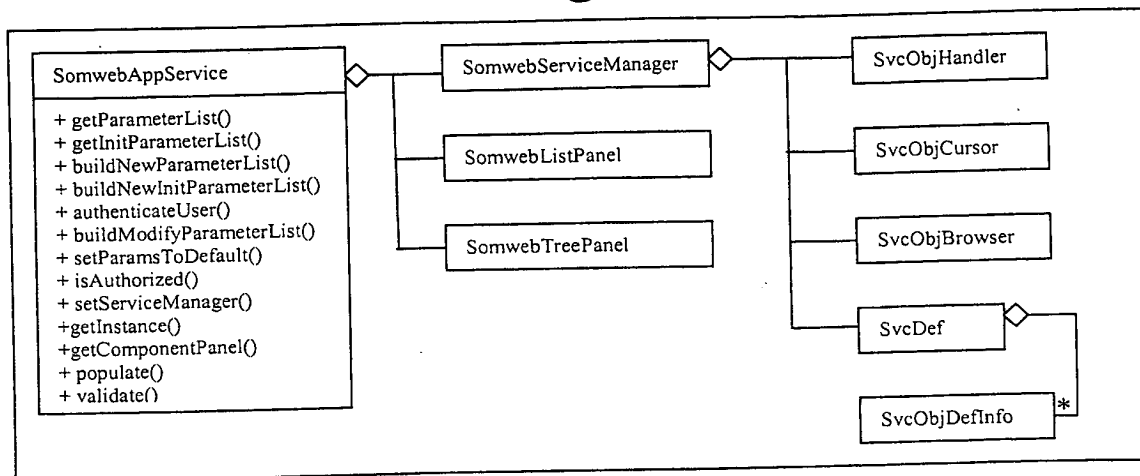 SomwebAppService
+ getParameterList()
+ getInitParameterList()
+ buildNewParameterList()
+ buildNewInitParameterList()
+ authenticateUser()
+ buildModifyParameterList()
+ setParamsToDefault()
+ isAuthorized()
+ setServiceManager()
+getInstance()
+getComponentPanel()
+ populate()
+ validate()
SomwebServiceManager
SomwebListPanel
SomwebTreePanel
SvcObjHandler
SvcObjCursor
SvcObjBrowser
SvcDef
SvcObjDefInfo
*